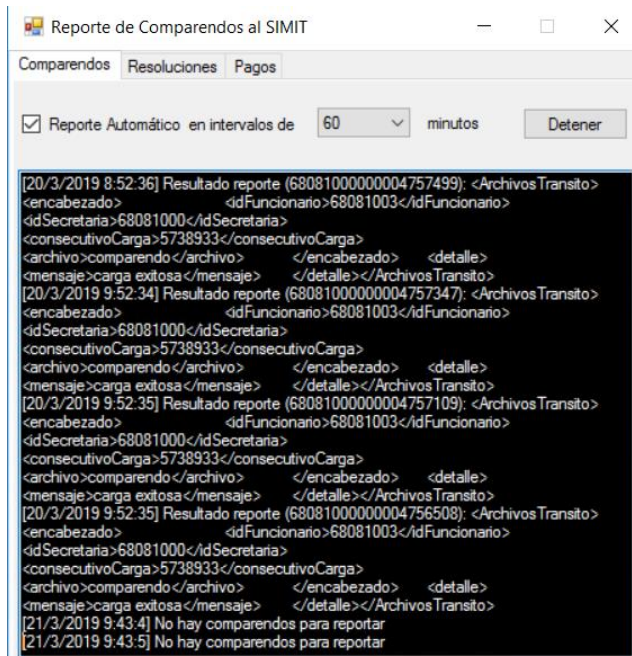 Reporte de Comparendos al SIMIT
Comparendos Resoluciones Pagos
Reporte Automático en intervalos de 60 minutos Detener
[20/3/2019 8:52:36] Resultado reporte (68081000000004757499): <ArchivosTransito>
<encabezado> <idFuncionario>68081003</idFuncionario>
<idSecretaria>68081000</idSecretaria>
<consecutivoCarga>5738933</consecutivoCarga>
<archivo>comparendo</archivo> </encabezado> <detalle>
<mensaje>carga exitosa</mensaje> </detalle></ArchivosTransito>
[20/3/2019 9:52:34] Resultado reporte (68081000000004757347): <ArchivosTransito>
<encabezado> <idFuncionario>68081003</idFuncionario>
<idSecretaria>68081000</idSecretaria>
<consecutivoCarga>5738933</consecutivoCarga>
<archivo>comparendo</archivo> </encabezado> <detalle>
<mensaje>carga exitosa</mensaje> </detalle></ArchivosTransito>
[20/3/2019 9:52:35] Resultado reporte (68081000000004757109): <ArchivosTransito>
<encabezado> <idFuncionario>68081003</idFuncionario>
<idSecretaria>68081000</idSecretaria>
<consecutivoCarga>5738933</consecutivoCarga>
<archivo>comparendo</archivo> </encabezado> <detalle>
<mensaje>carga exitosa</mensaje> </detalle></ArchivosTransito>
[20/3/2019 9:52:35] Resultado reporte (68081000000004756508): <ArchivosTransito>
<encabezado> <idFuncionario>68081003</idFuncionario>
<idSecretaria>68081000</idSecretaria>
<consecutivoCarga>5738933</consecutivoCarga>
<archivo>comparendo</archivo> </encabezado> <detalle>
<mensaje>carga exitosa</mensaje> </detalle></ArchivosTransito>
[21/3/2019 9:43:4] No hay comparendos para reportar
[21/3/2019 9:43:5] No hay comparendos para reportar